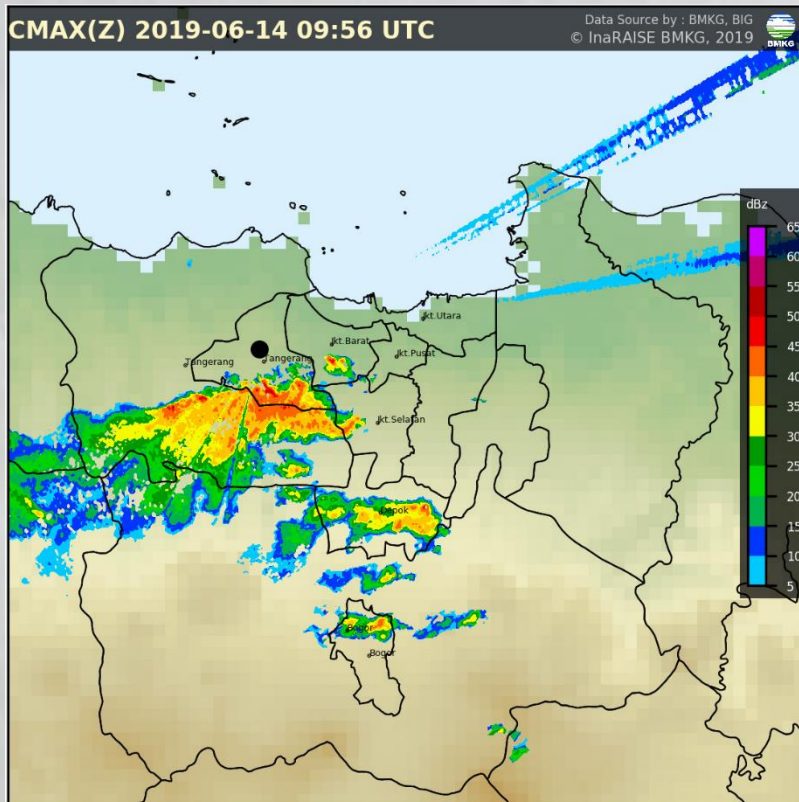 CMAX(Z) 2019-06-14 09:56 UTC
Data Source by : BMKG, BIG
© InaRAISE BMKG, 2019
BMKG
dBz
65
60
55
50
45
40
35
30
25
20
15
10
5
Jkt.Utara
Jkt.Barat
Jkt.Pusat
Tangerang
Tangerang
Jkt.Selatan
Depok
Bogor
Bogor